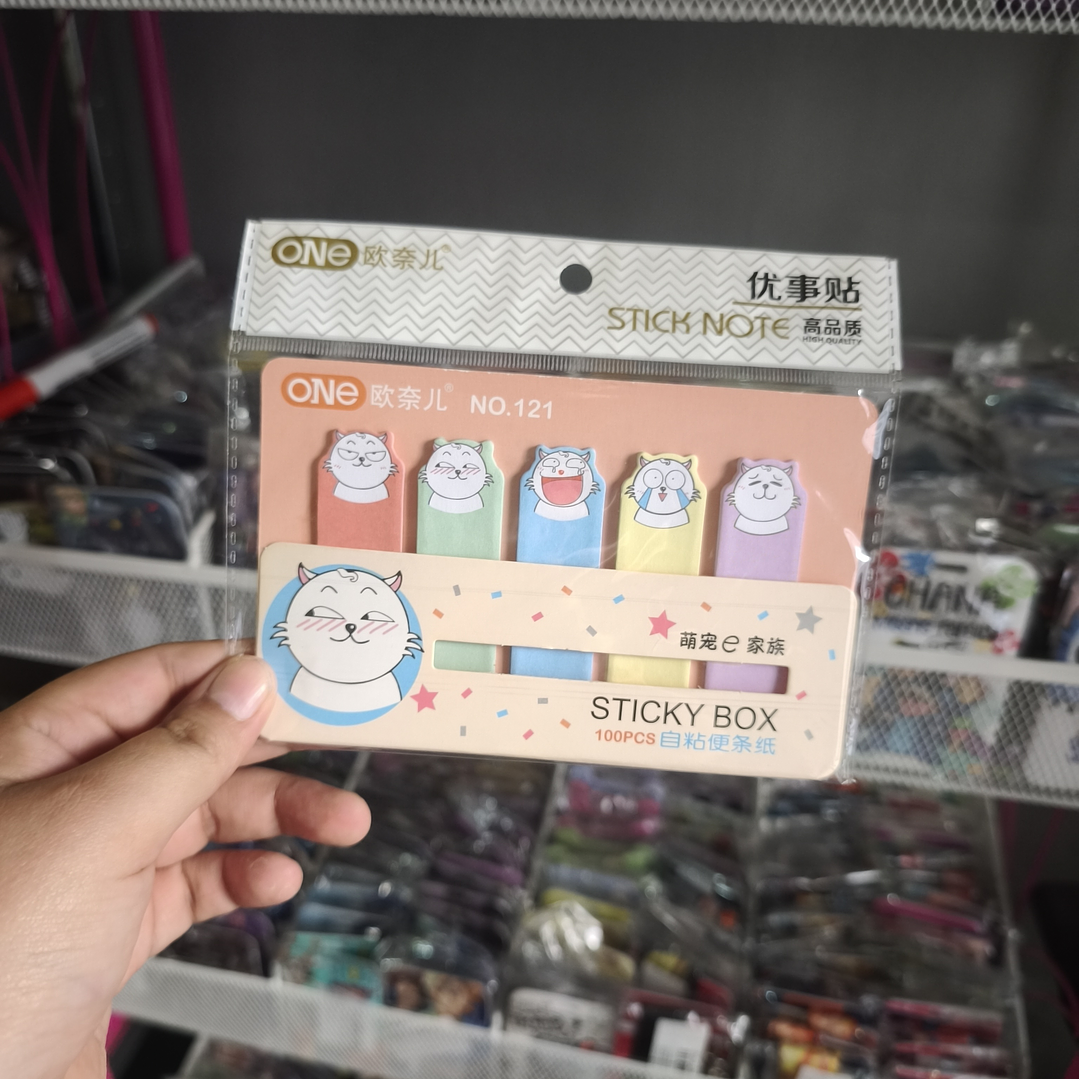 ONe 欧奈儿®
优事贴
STICK NOTE 高品质
HIGH QUALITY
ONe 欧奈儿® NO.121
萌宠e家族
STICKY BOX
100PCS 自粘便条纸
OHANA